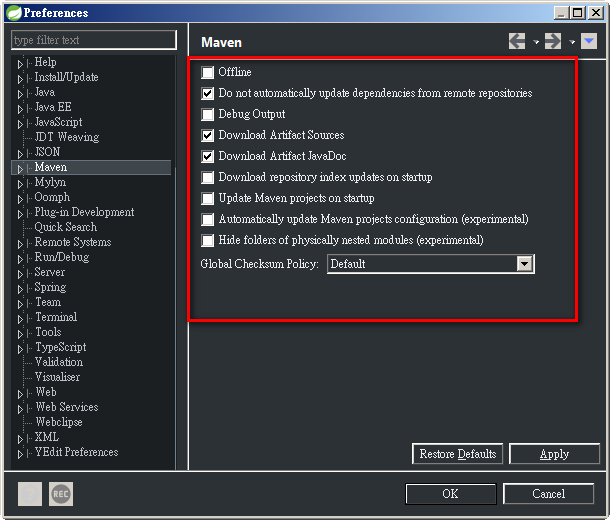 Preferences
type filter text
Help
Install/Update
Java
Java EE
JavaScript
JDT Weaving
JSON
Maven
Mylyn
Oomph
Plug-in Development
Quick Search
Remote Systems
Run/Debug
Server
Spring
Team
Terminal
Tools
TypeScript
Validation
Visualiser
Web
Web Services
Webclipse
XML
YEdit Preferences
Maven
Offline
Do not automatically update dependencies from remote repositories
Debug Output
Download Artifact Sources
Download Artifact JavaDoc
Download repository index updates on startup
Update Maven projects on startup
Automatically update Maven projects configuration (experimental)
Hide folders of physically nested modules (experimental)
Global Checksum Policy: Default
Restore Defaults Apply
REC
OK Cancel